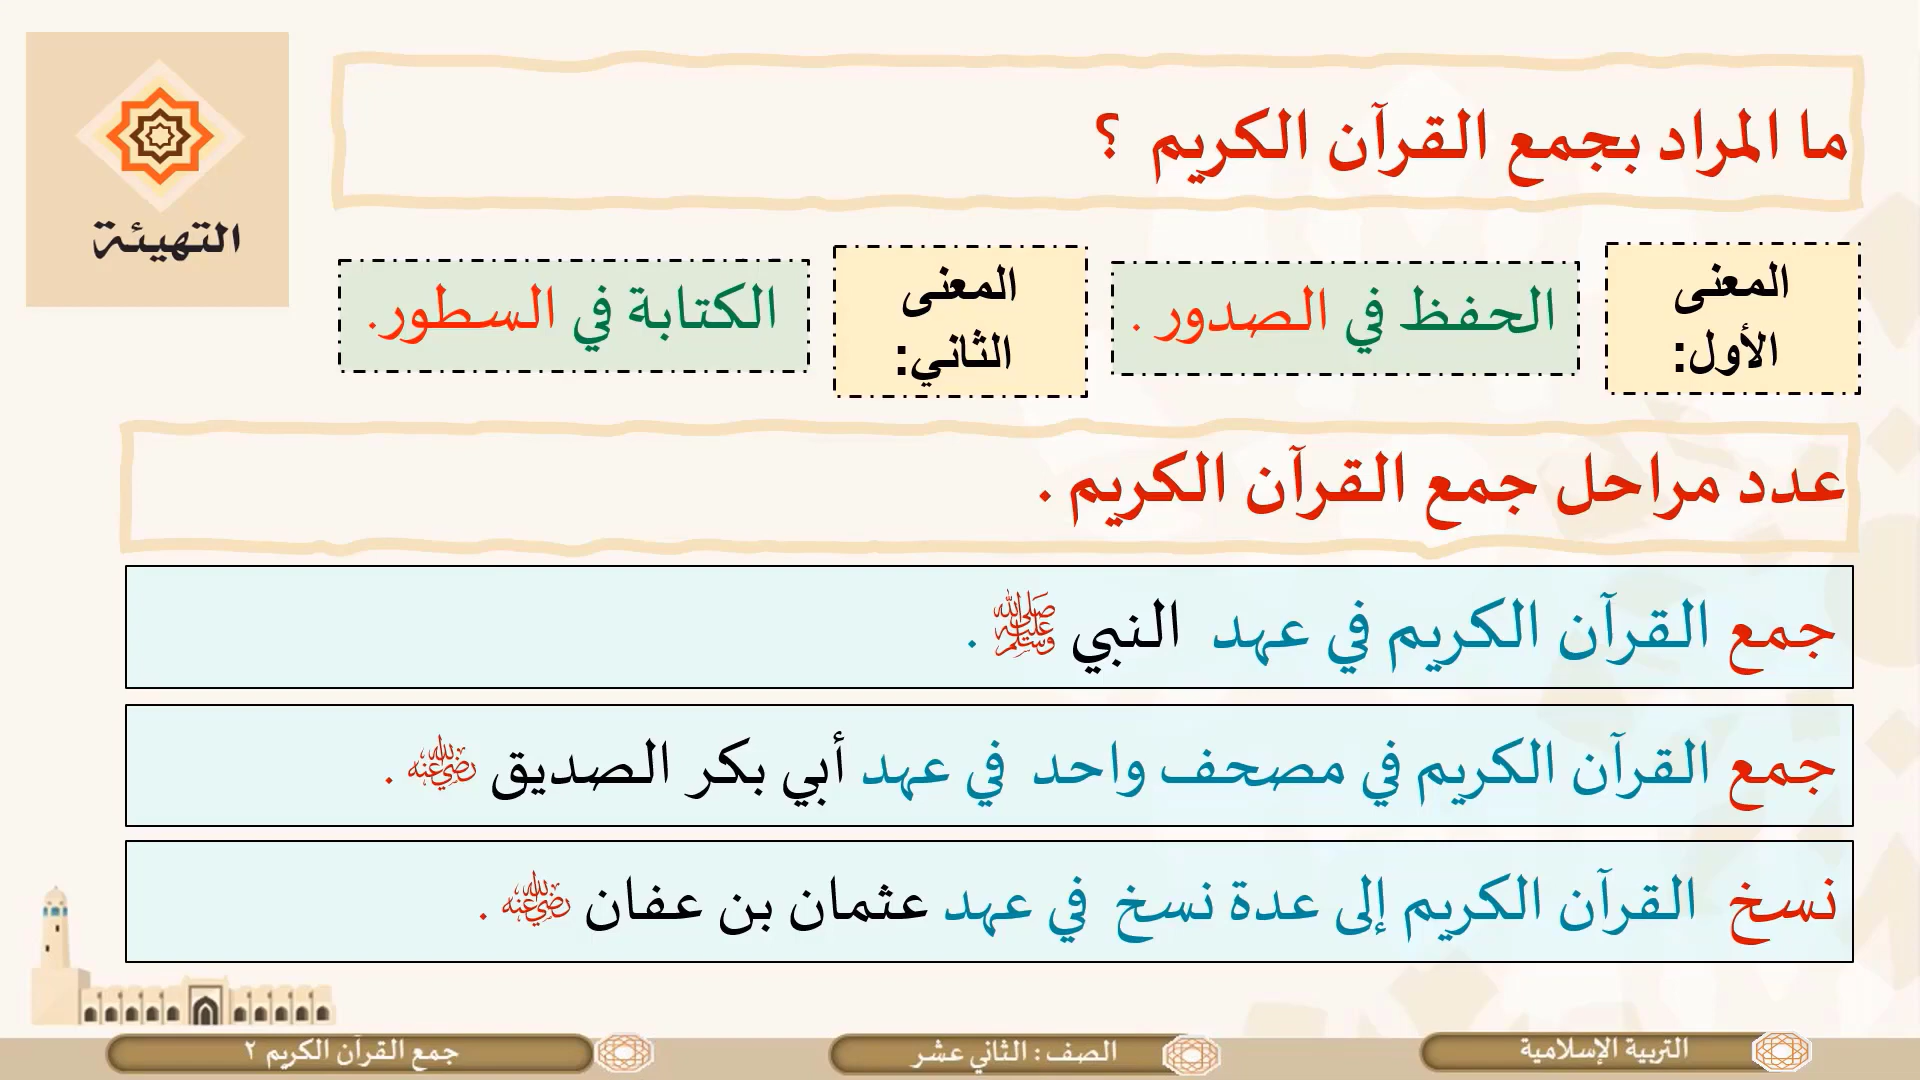 التهيئة
ما المراد بجمع القرآن الكريم ؟
المعنى
الأول:
الحفظ في الصدور .
المعنى
الثاني:
الكتابة في السطور.
عدد مراحل جمع القرآن الكريم .
جمع القرآن الكريم في عهد النبي ﷺ .
جمع القرآن الكريم في مصحف واحد في عهد أبي بكر الصديق رضي الله عنه .
نسخ القرآن الكريم إلى عدة نسخ في عهد عثمان بن عفان رضي الله عنه .
التربية الإسلامية
الصف : الثاني عشر
جمع القرآن الكريم ٢